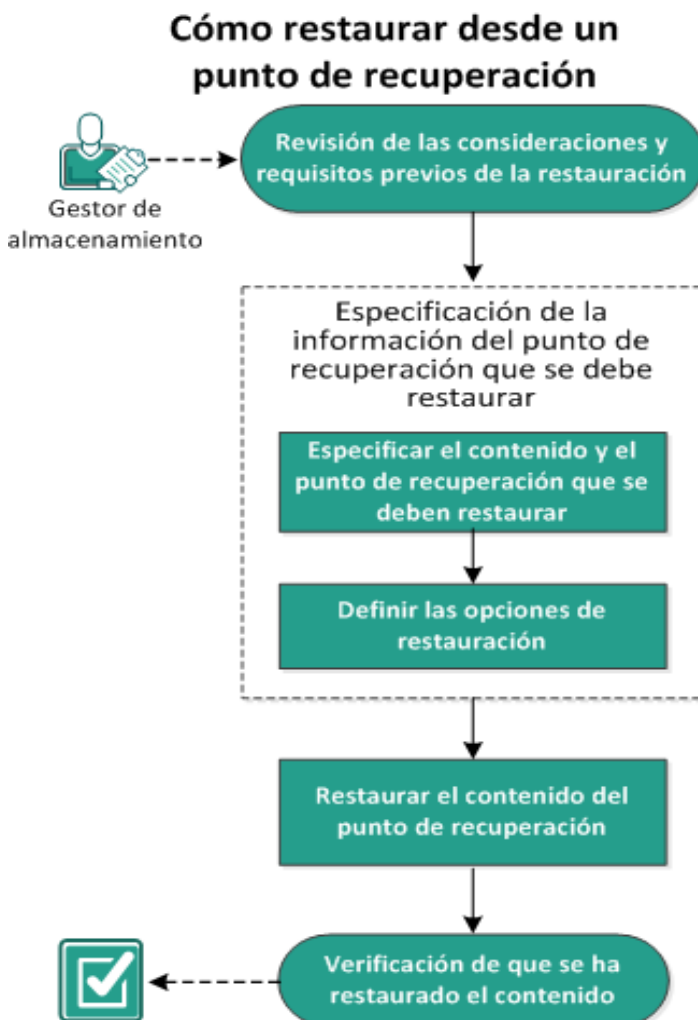 Cómo restaurar desde un
punto de recuperación
Revisión de las consideraciones y
requisitos previos de la restauración
Gestor de
almacenamiento
Especificación de la
información del punto de
recuperación que se debe
restaurar
Especificar el contenido y el
punto de recuperación que se
deben restaurar
Definir las opciones de
restauración
Restaurar el contenido del
punto de recuperación
Verificación de que se ha
restaurado el contenido